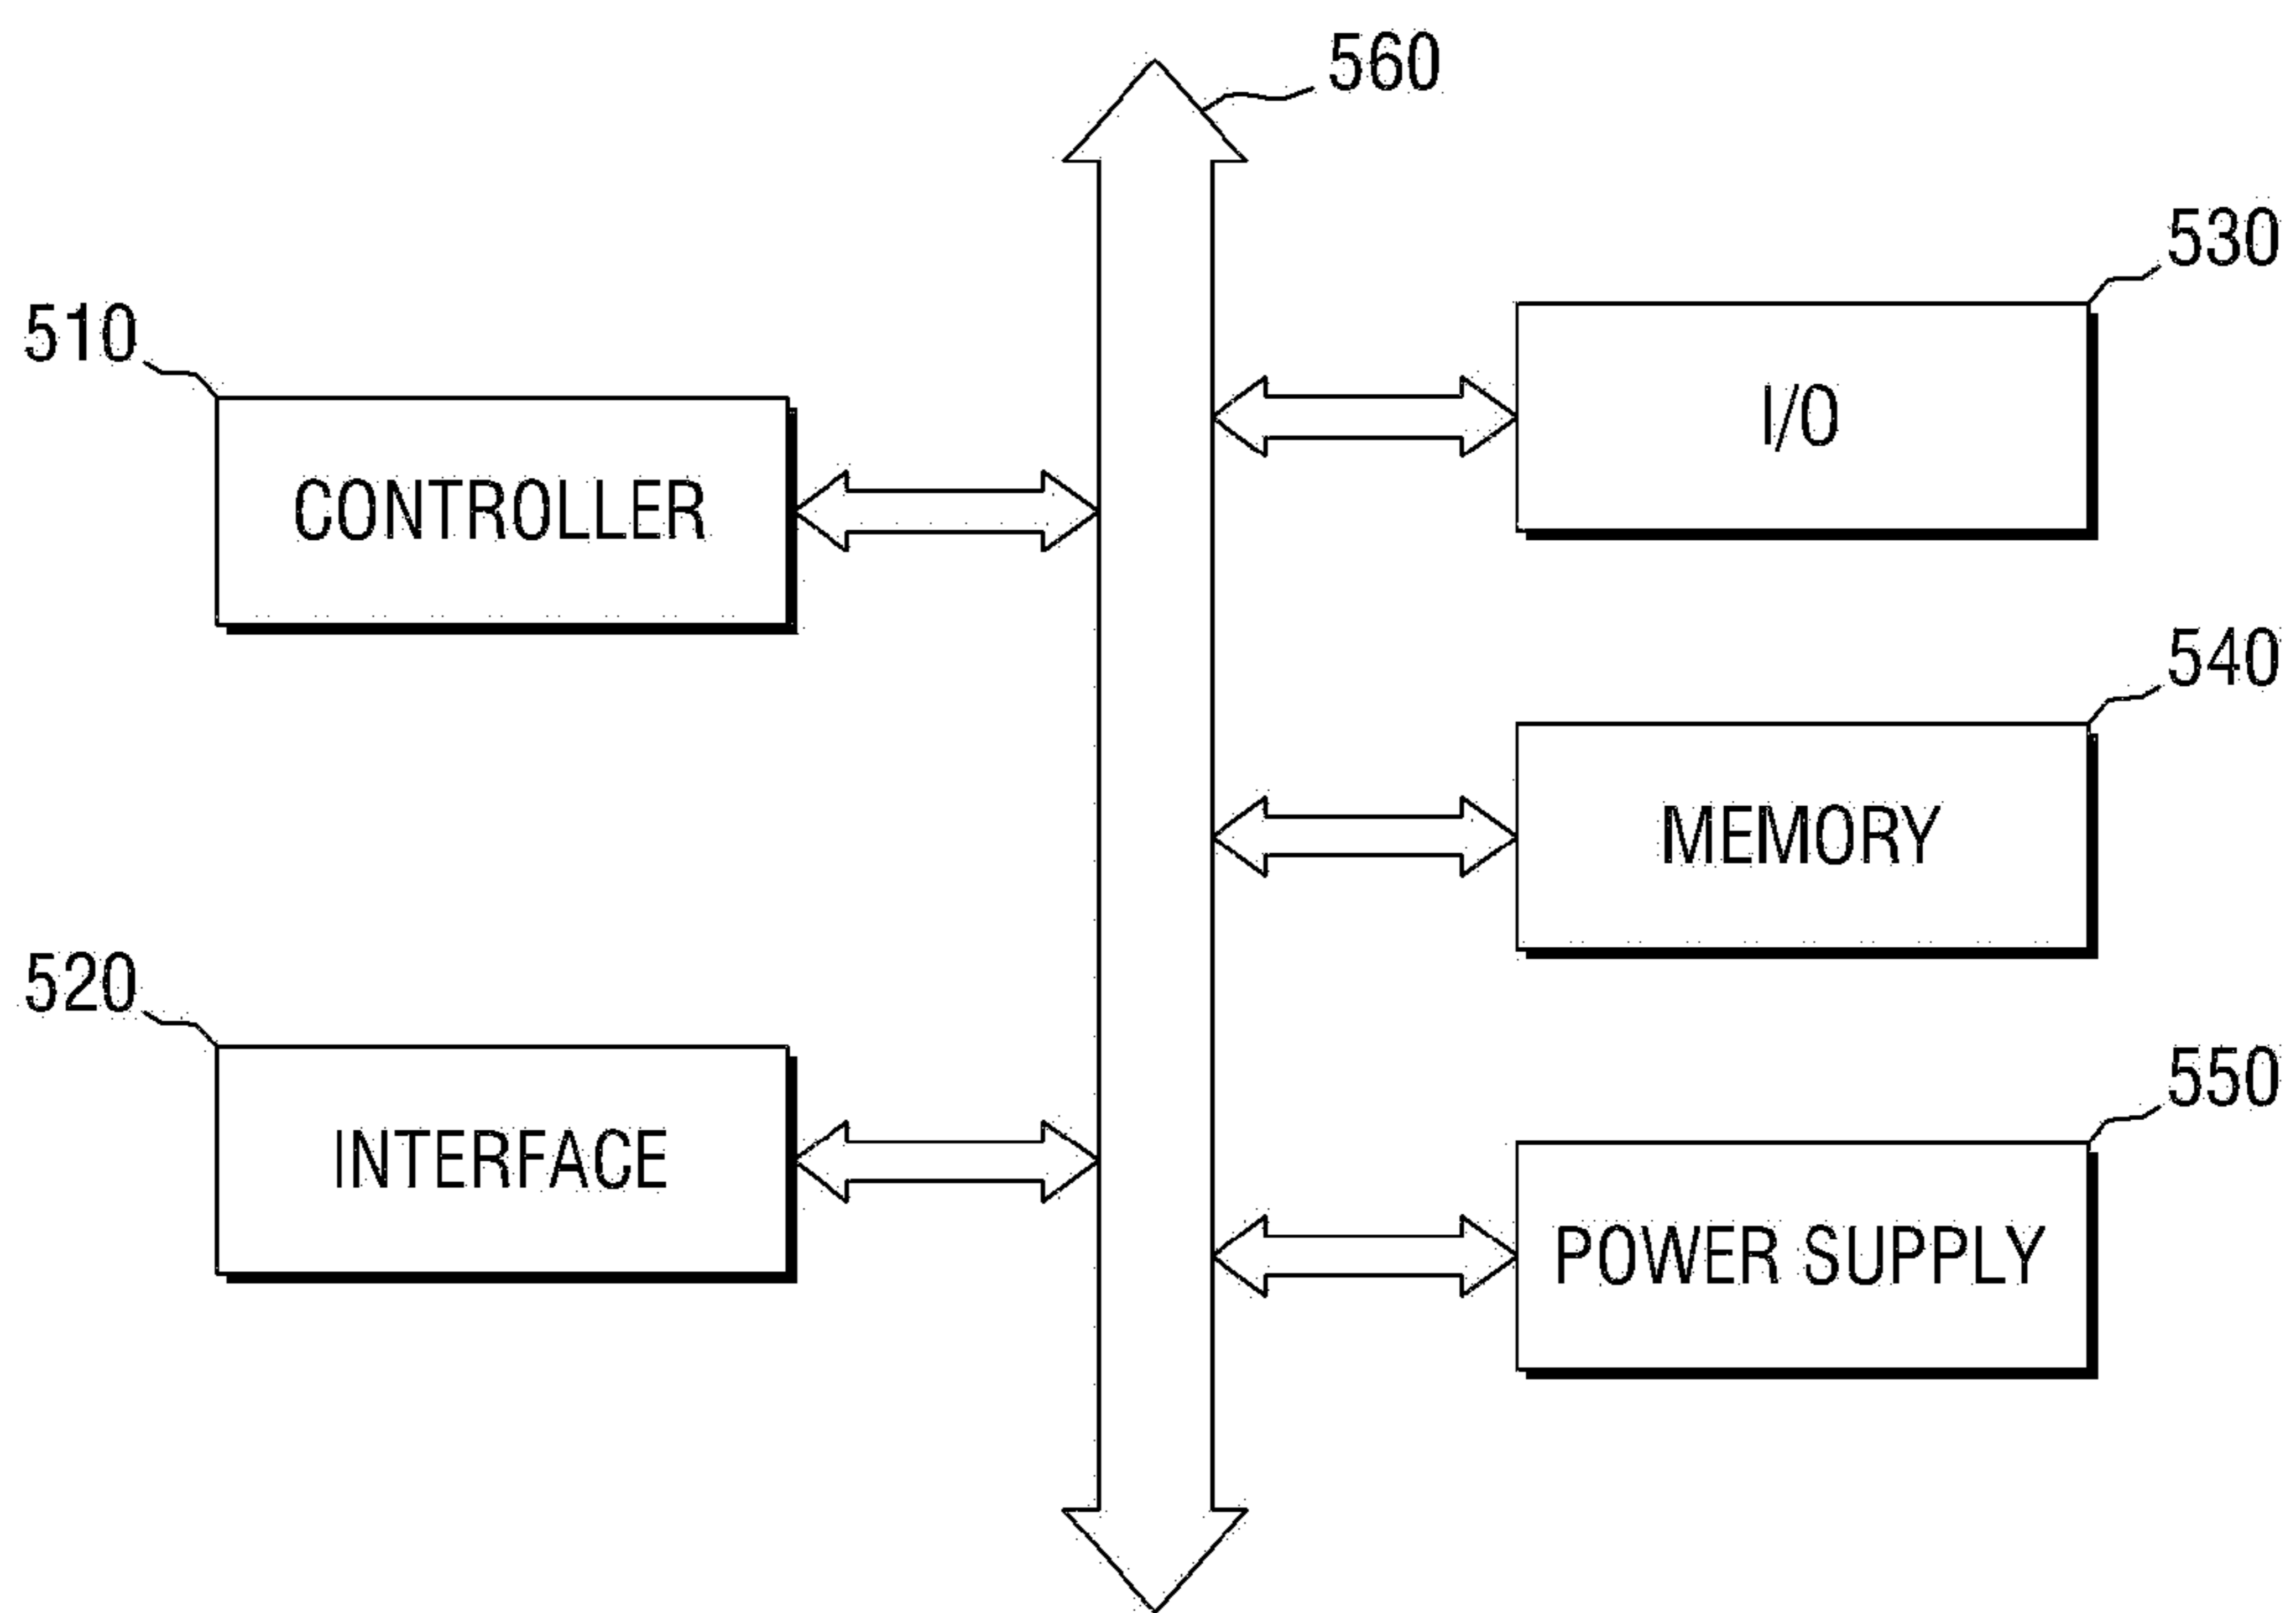 560
530
510
I/O
CONTROLLER
540
MEMORY
520
550
INTERFACE
POWER SUPPLY